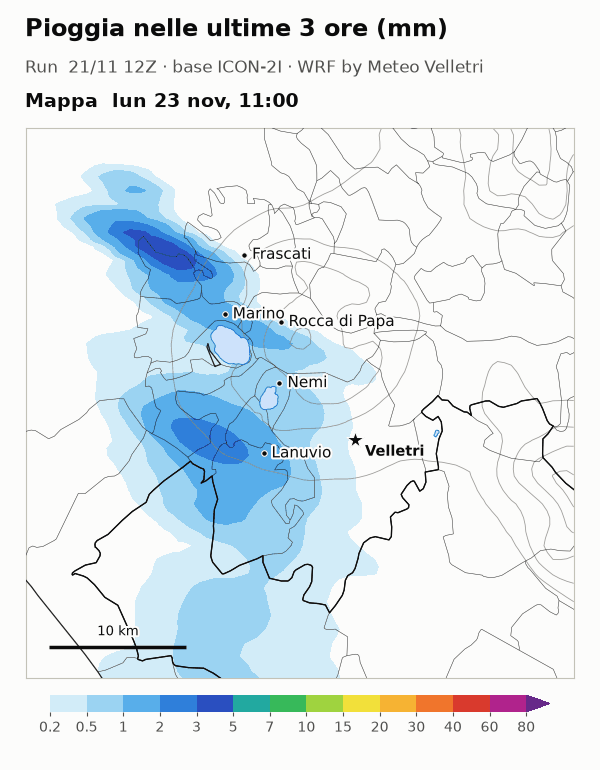 Pioggia nelle ultime 3 ore (mm)
Run  21/11 12Z · base ICON-2I · WRF by Meteo Velletri
Mappa  lun 23 nov, 11:00
Frascati
Marino
Rocca di Papa
Nemi
Velletri
Lanuvio
10 km
0.2 0.5 1 2 3 5 7 10 15 20 30 40 60 80